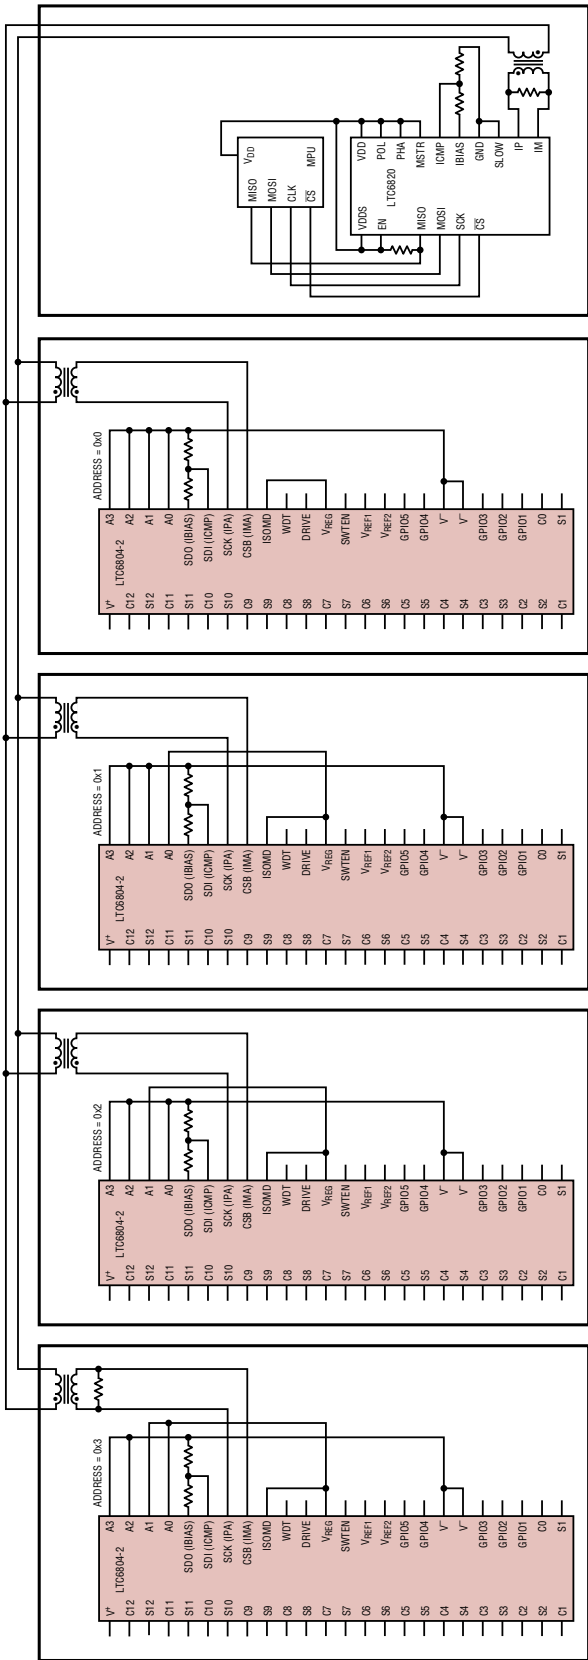 VDD
MPU
MISO
MOSI
CLK
CS
VDD
POL
PHA
MSTR
ICMP
IBIAS
GND
SLOW
IP
IM
LTC6820
VDDS
EN
MISO
MOSI
SCK
CS
ADDRESS = 0x0
A3
A2
A1
A0
SDO (IBIAS)
SDI (ICMP)
SCK (IPA)
CSB (IMA)
ISOMD
WDT
DRIVE
VREG
SWTEN
VREF1
VREF2
GPIO5
GPIO4
V–
V–
GPIO3
GPIO2
GPIO1
C0
S1
LTC6804-2
V+
C12
S12
C11
S11
C10
S10
C9
S9
C8
S8
C7
S7
C6
S6
C5
S5
C4
S4
C3
S3
C2
S2
C1
ADDRESS = 0x1
A3
A2
A1
A0
SDO (IBIAS)
SDI (ICMP)
SCK (IPA)
CSB (IMA)
ISOMD
WDT
DRIVE
VREG
SWTEN
VREF1
VREF2
GPIO5
GPIO4
V–
V–
GPIO3
GPIO2
GPIO1
C0
S1
LTC6804-2
V+
C12
S12
C11
S11
C10
S10
C9
S9
C8
S8
C7
S7
C6
S6
C5
S5
C4
S4
C3
S3
C2
S2
C1
ADDRESS = 0x2
A3
A2
A1
A0
SDO (IBIAS)
SDI (ICMP)
SCK (IPA)
CSB (IMA)
ISOMD
WDT
DRIVE
VREG
SWTEN
VREF1
VREF2
GPIO5
GPIO4
V–
V–
GPIO3
GPIO2
GPIO1
C0
S1
LTC6804-2
V+
C12
S12
C11
S11
C10
S10
C9
S9
C8
S8
C7
S7
C6
S6
C5
S5
C4
S4
C3
S3
C2
S2
C1
ADDRESS = 0x3
A3
A2
A1
A0
SDO (IBIAS)
SDI (ICMP)
SCK (IPA)
CSB (IMA)
ISOMD
WDT
DRIVE
VREG
SWTEN
VREF1
VREF2
GPIO5
GPIO4
V–
V–
GPIO3
GPIO2
GPIO1
C0
S1
LTC6804-2
V+
C12
S12
C11
S11
C10
S10
C9
S9
C8
S8
C7
S7
C6
S6
C5
S5
C4
S4
C3
S3
C2
S2
C1